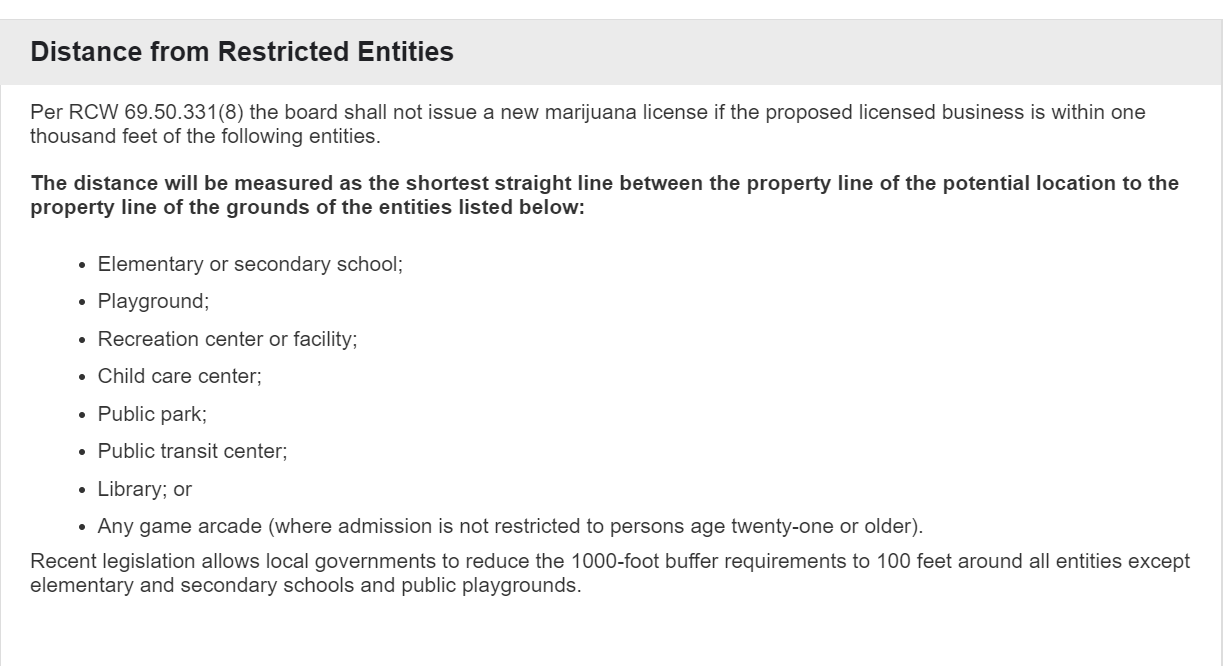 Distance from Restricted Entities
Per RCW 69.50.331(8) the board shall not issue a new marijuana license if the proposed licensed business is within one
thousand feet of the following entities.
The distance will be measured as the shortest straight line between the property line of the potential location to the
property line of the grounds of the entities listed below:
• Elementary or secondary school;
• Playground;
• Recreation center or facility;
• Child care center;
• Public park;
• Public transit center;
• Library; or
• Any game arcade (where admission is not restricted to persons age twenty-one or older).
Recent legislation allows local governments to reduce the 1000-foot buffer requirements to 100 feet around all entities except
elementary and secondary schools and public playgrounds.